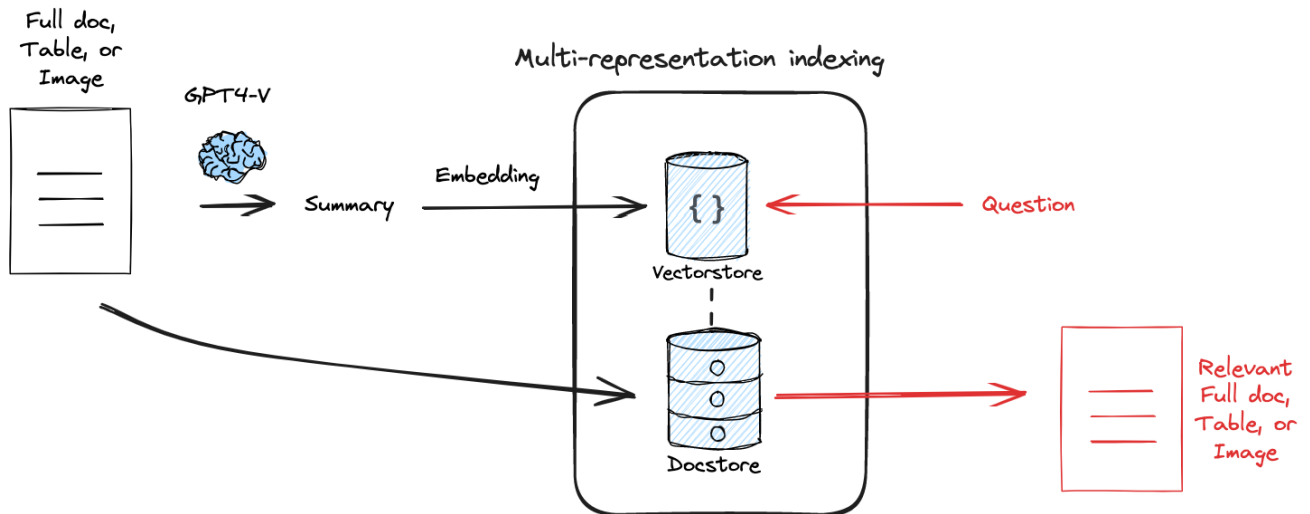 Full doc,
Table, or
Image
GPT4-V
Multi-representation indexing
Summary
Embedding
{ }
Vectorstore
Question
Docstore
Relevant
Full doc,
Table, or
Image